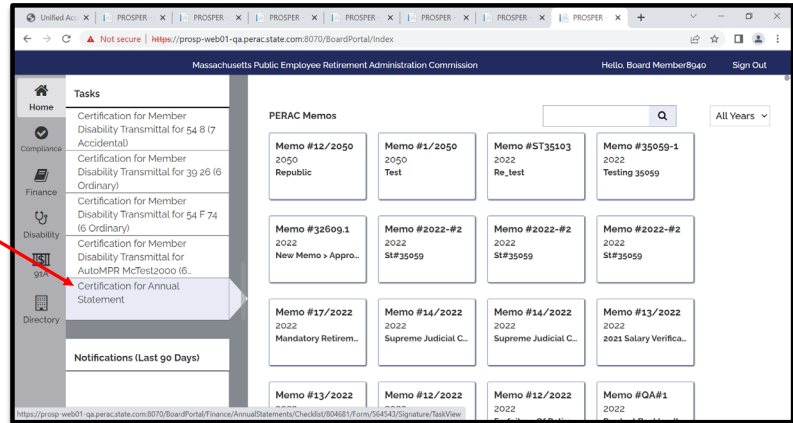 Unified Acc
PROSPER -
PROSPER -
PROSPER -
PROSPER -
PROSPER -
PROSPER -
PROSPER -
Not secure | https://prosp-web01-qa.perac.state.com:8070/BoardPortal/Index
Massachusetts Public Employee Retirement Administration Commission
Hello, Board Member8940
Sign Out
Home
Compliance
Finance
Disability
91A
Directory
Tasks
Certification for Member
Disability Transmittal for 54 8 (7
Accidental)
Certification for Member
Disability Transmittal for 39 26 (6
Ordinary)
Certification for Member
Disability Transmittal for 54 F 74
(6 Ordinary)
Certification for Member
Disability Transmittal for
AutoMPR McTest2000 (6...
Certification for Annual
Statement
Notifications (Last 90 Days)
PERAC Memos
All Years
Memo #12/2050
2050
Republic
Memo #1/2050
2050
Test
Memo #ST35103
2022
Re_test
Memo #35059-1
2022
Testing 35059
Memo #32609.1
2022
New Memo > Appro...
Memo #2022-#2
2022
St#35059
Memo #2022-#2
2022
St#35059
Memo #2022-#2
2022
St#35059
Memo #17/2022
2022
Mandatory Retirem...
Memo #14/2022
2022
Supreme Judicial C...
Memo #14/2022
2022
Supreme Judicial C...
Memo #13/2022
2022
2021 Salary Verifica...
Memo #13/2022
Memo #12/2022
Memo #12/2022
2022
Memo #QA#1
2022
https://prosp-web01-qa.perac.state.com:8070/BoardPortal/Finance/AnnualStatements/Checklist/804681/Form/564543/Signature/TaskView